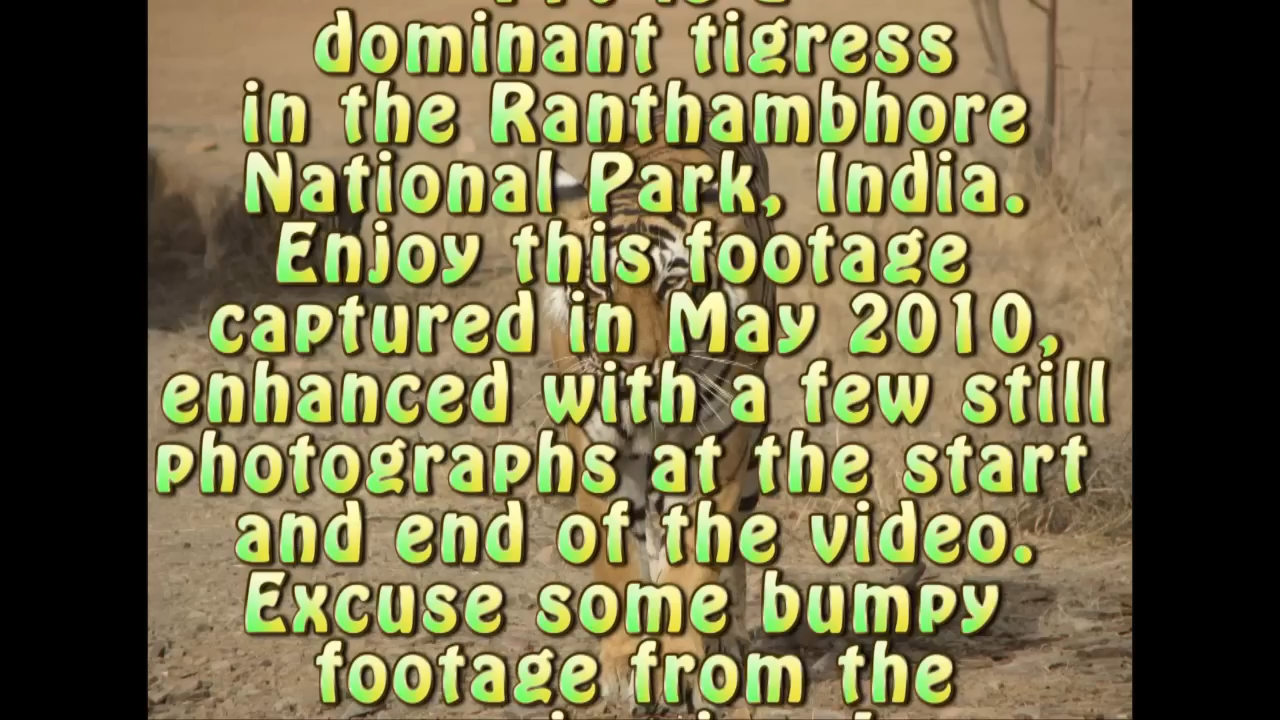 dominant tigress
in the Ranthambhore
National Park, India.
Enjoy this footage
captured in May 2010,
enhanced with a few still
photographs at the start
and end of the video.
Excuse some bumpy
footage from the